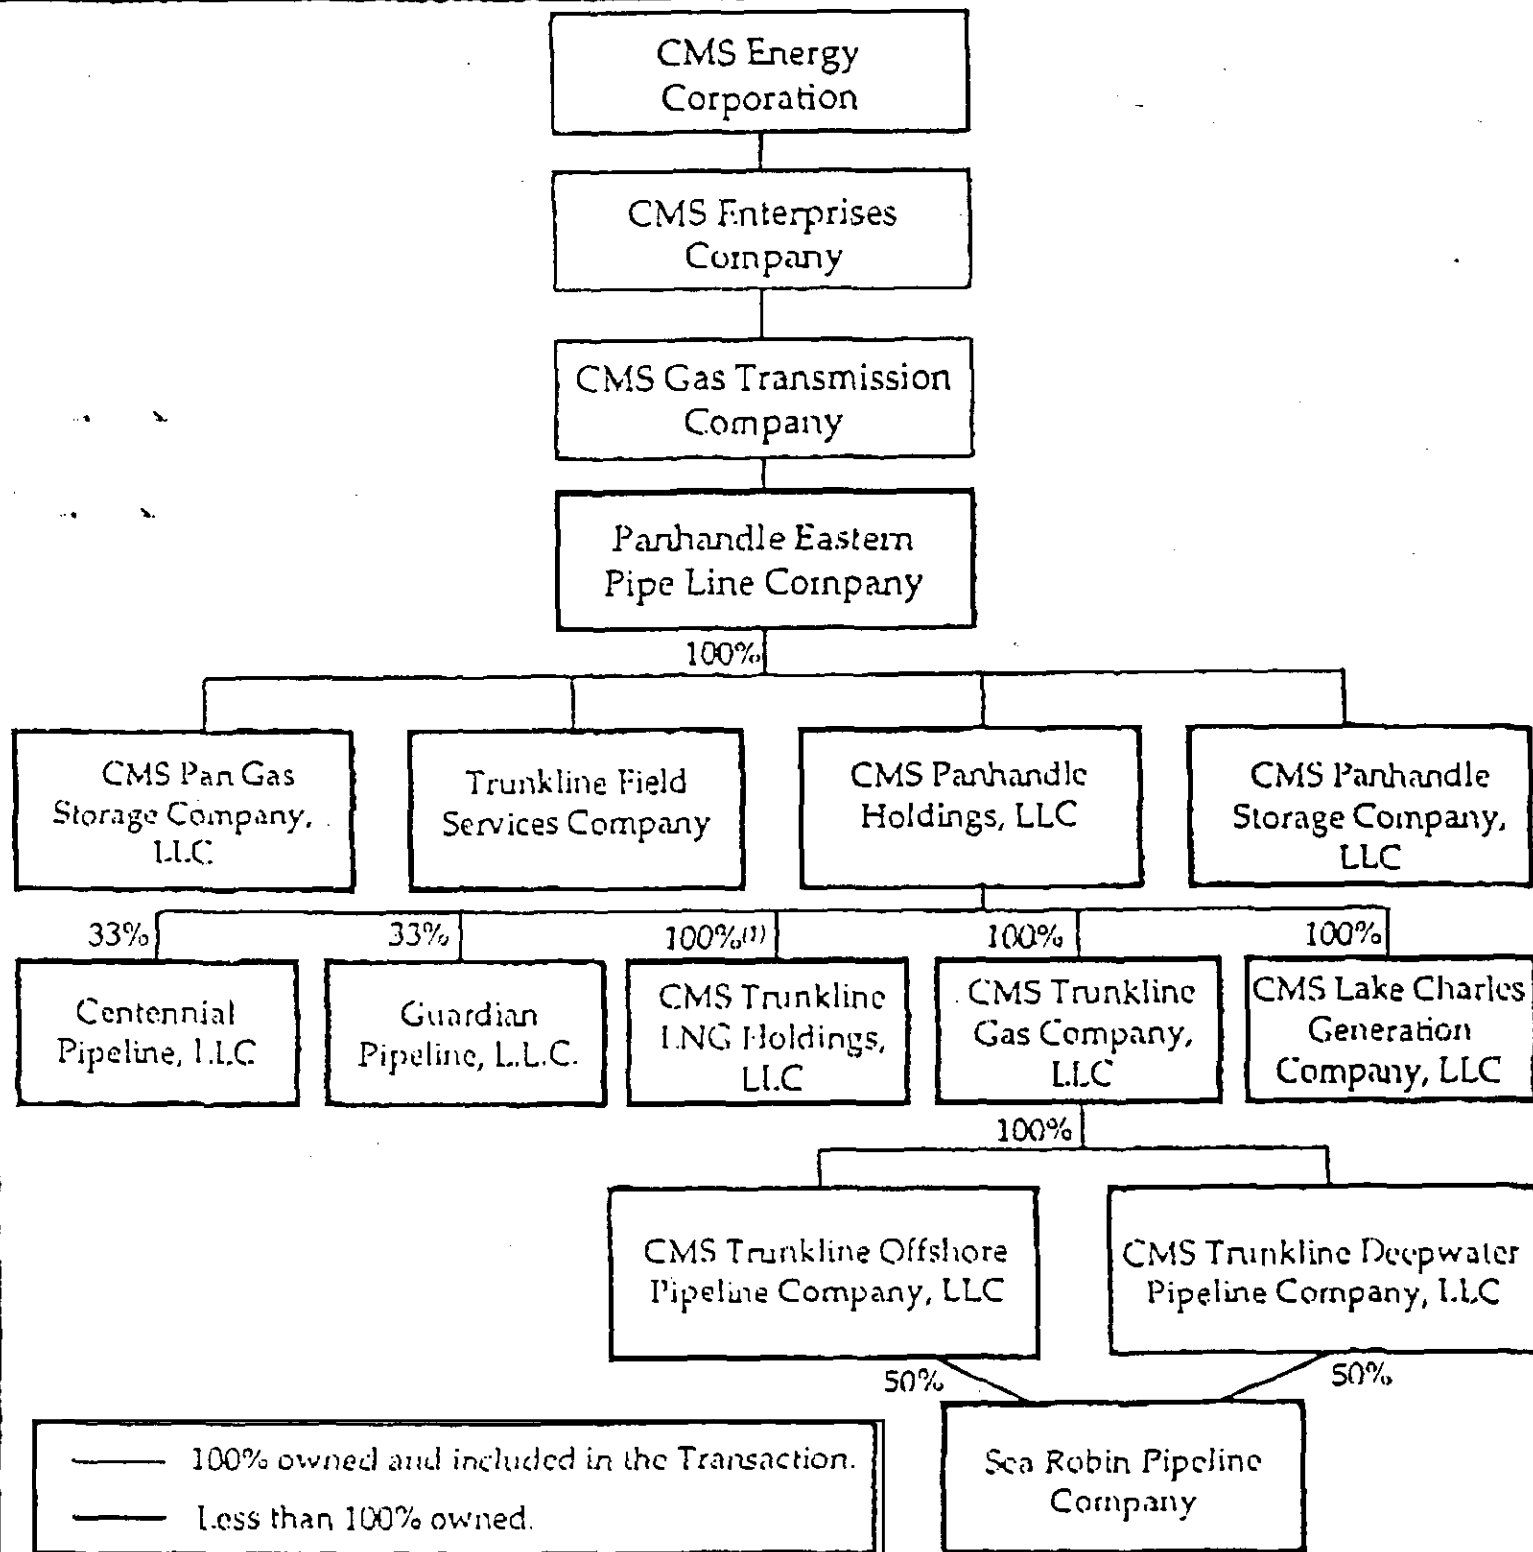 CMS Energy
Corporation
CMS Enterprises
Company
CMS Gas Transmission
Company
Panhandle Eastern
Pipe Line Company
100%
CMS Pan Gas
Storage Company,
LLC
Trunkline Field
Services Company
CMS Panhandle
Holdings, LLC
CMS Panhandle
Storage Company,
LLC
33%
33%
100%(1)
100%
100%
Centennial
Pipeline, LLC
Guardian
Pipeline, L.L.C.
CMS Trunkline
LNG Holdings,
LLC
CMS Trunkline
Gas Company,
LLC
CMS Lake Charles
Generation
Company, LLC
100%
CMS Trunkline Offshore
Pipeline Company, LLC
CMS Trunkline Deepwater
Pipeline Company, LLC
50%
50%
Sea Robin Pipeline
Company
100% owned and included in the Transaction.
Less than 100% owned.